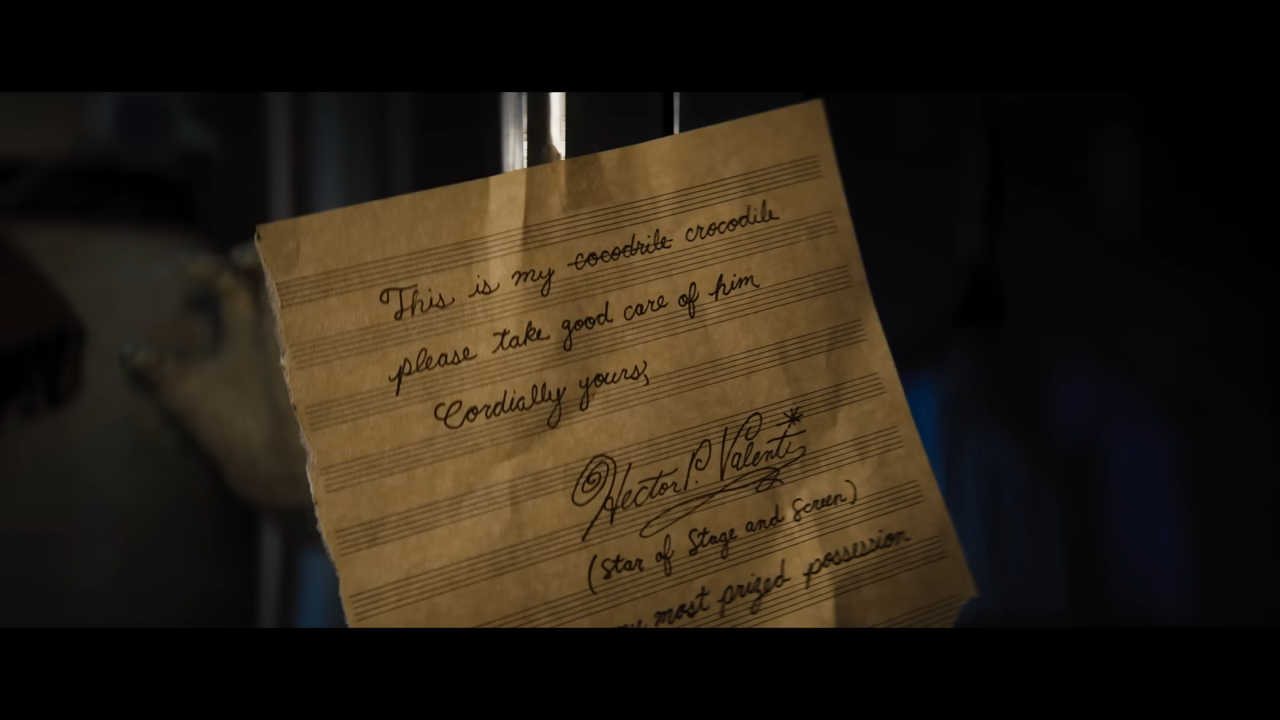 This is my cocodrile crocodile
please take good care of him
Cordially yours,
Hector P. Valenti
(Star of Stage and Screen)
my most prized possession